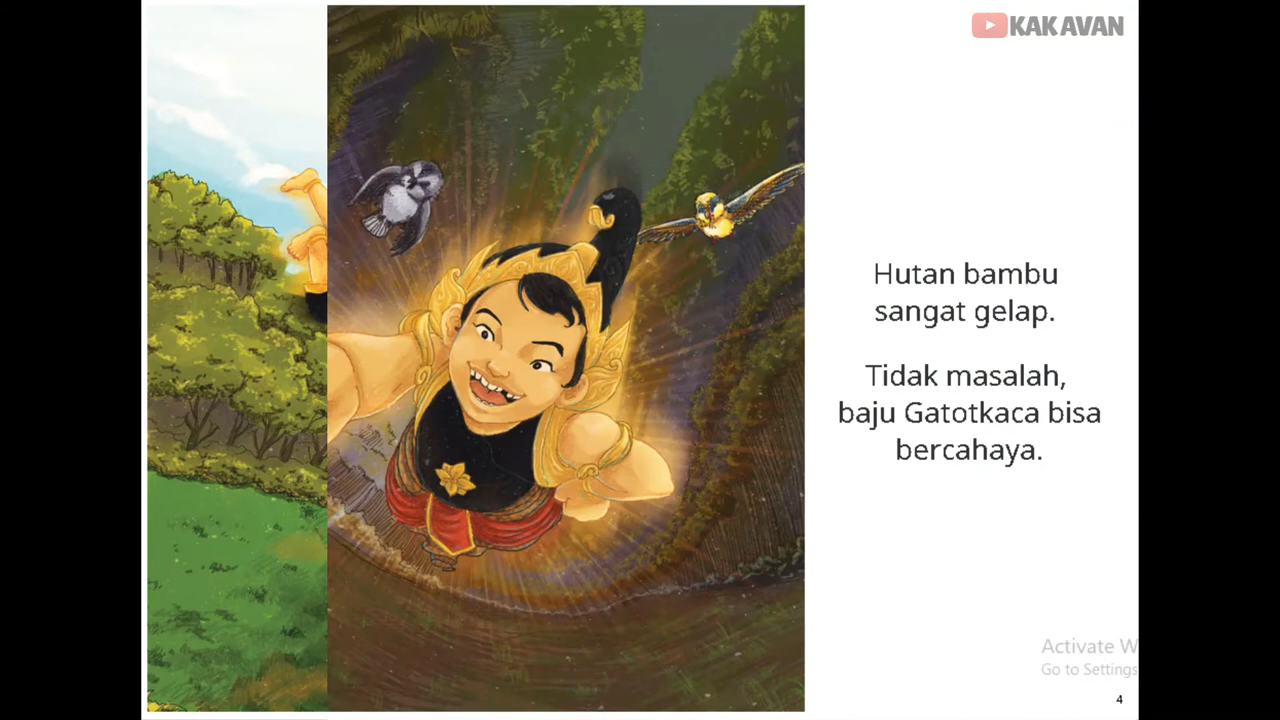 KAK AVAN
Hutan bambu
sangat gelap.
Tidak masalah,
baju Gatotkaca bisa
bercahaya.
Activate W
Go to Settings
4